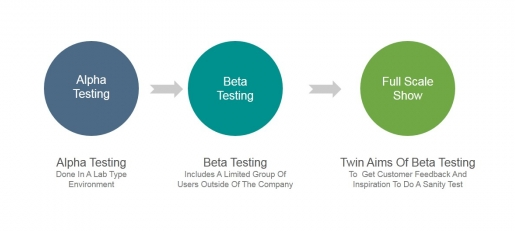 Alpha
Testing
Beta
Testing
Full Scale
Show
Alpha Testing
Done In A Lab Type
Environment
Beta Testing
Includes A Limited Group Of
Users Outside Of The Company
Twin Aims Of Beta Testing
To Get Customer Feedback And
Inspiration To Do A Sanity Test